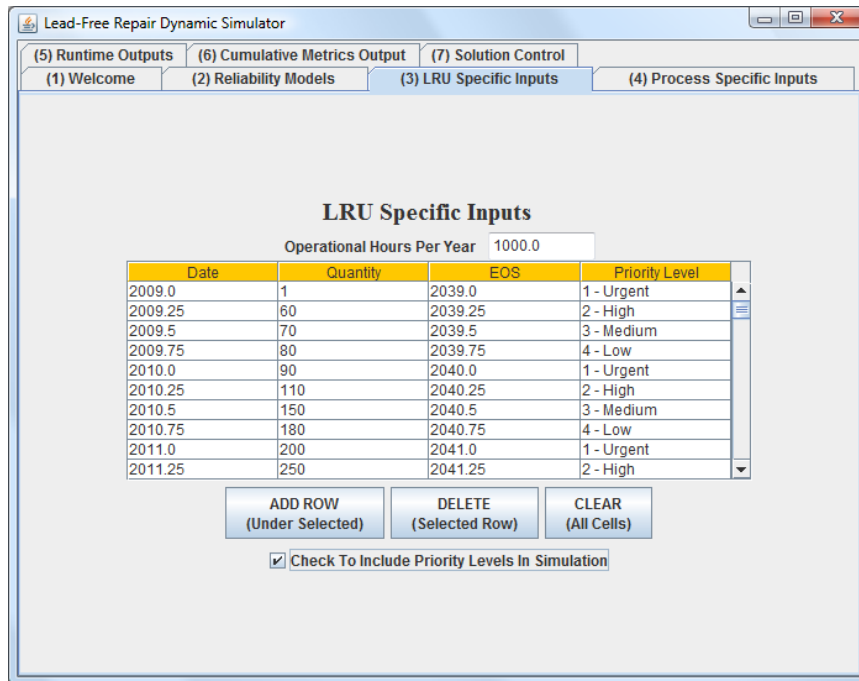 Lead-Free Repair Dynamic Simulator
(5) Runtime Outputs (6) Cumulative Metrics Output (7) Solution Control
(1) Welcome (2) Reliability Models (3) LRU Specific Inputs (4) Process Specific Inputs
LRU Specific Inputs
Operational Hours Per Year 1000.0
Date Quantity EOS Priority Level
2009.0 1 2039.0 1 - Urgent
2009.25 60 2039.25 2 - High
2009.5 70 2039.5 3 - Medium
2009.75 80 2039.75 4 - Low
2010.0 90 2040.0 1 - Urgent
2010.25 110 2040.25 2 - High
2010.5 150 2040.5 3 - Medium
2010.75 180 2040.75 4 - Low
2011.0 200 2041.0 1 - Urgent
2011.25 250 2041.25 2 - High
ADD ROW DELETE CLEAR
(Under Selected) (Selected Row) (All Cells)
Check To Include Priority Levels In Simulation